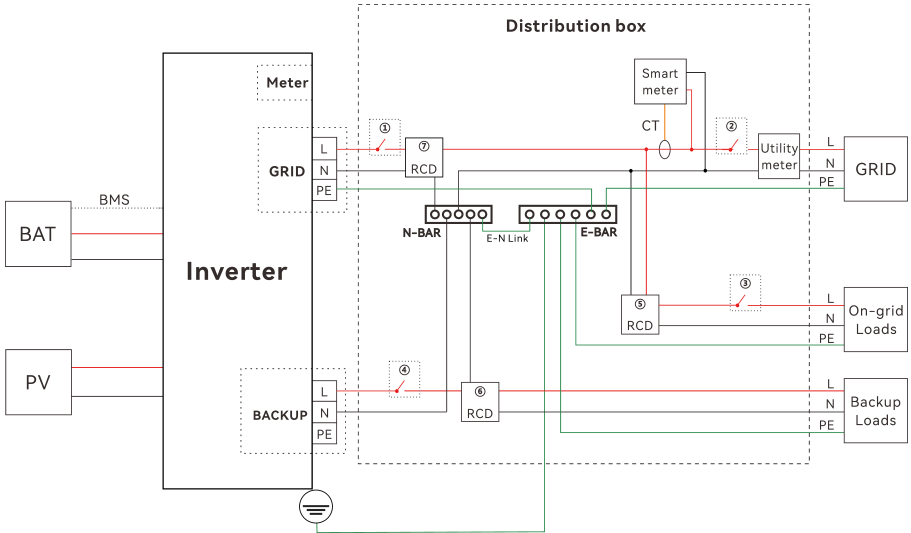 Distribution box
Smart
meter
Meter
CT
①
②
⑦
L
RCD
Utility
meter
L
GRID
N
N
GRID
PE
PE
BMS
BAT
N-BAR
E-N Link
E-BAR
Inverter
③
⑤
L
On-grid
RCD
N
Loads
PE
PV
④
L
⑥
L
BACKUP
N
RCD
N
Backup
Loads
PE
PE